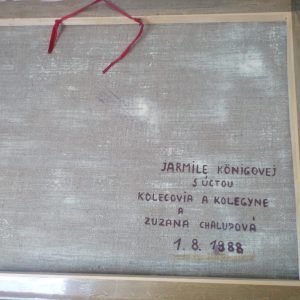 JARMILE KÖNIGOVEJ
S ÚCTOU
KOLEGOVIA A KOLEGYNE
A
ZUZANA CHALUPOVÁ
1. 8. 1988